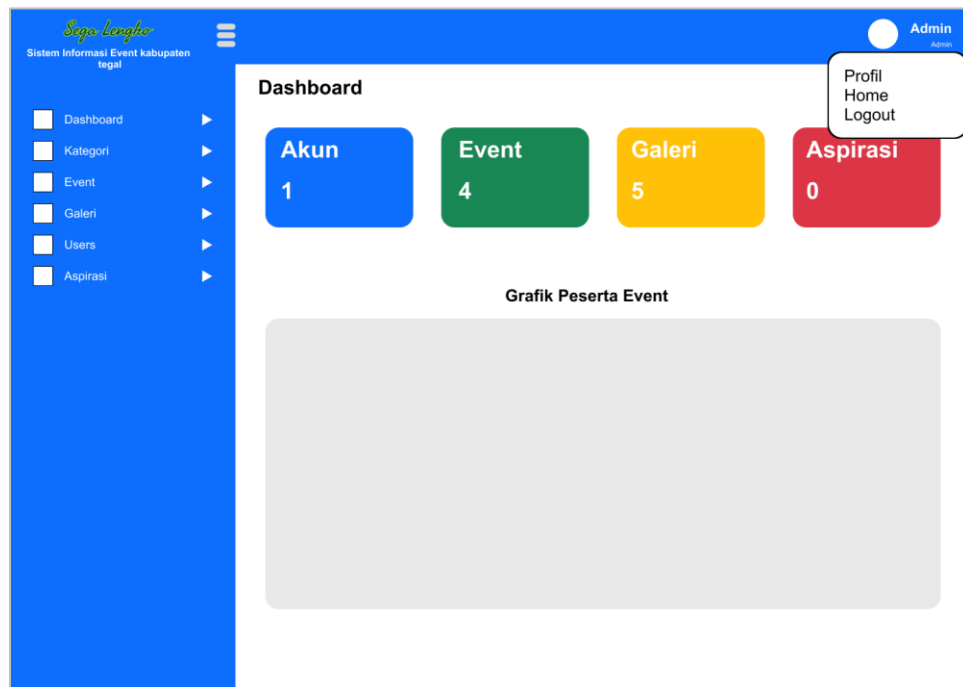 Sega Lengko
Sistem Informasi Event kabupaten
tegal
Admin
Admin
Profil
Home
Logout
Dashboard
Kategori
Event
Galeri
Users
Aspirasi
Dashboard
Akun
1
Event
4
Galeri
5
Aspirasi
0
Grafik Peserta Event